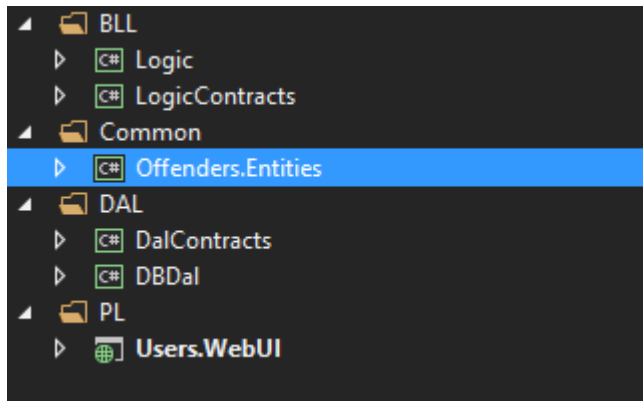 BLL
C# Logic
C# LogicContracts
Common
C# Offenders.Entities
DAL
C# DalContracts
C# DBDal
PL
Users.WebUI